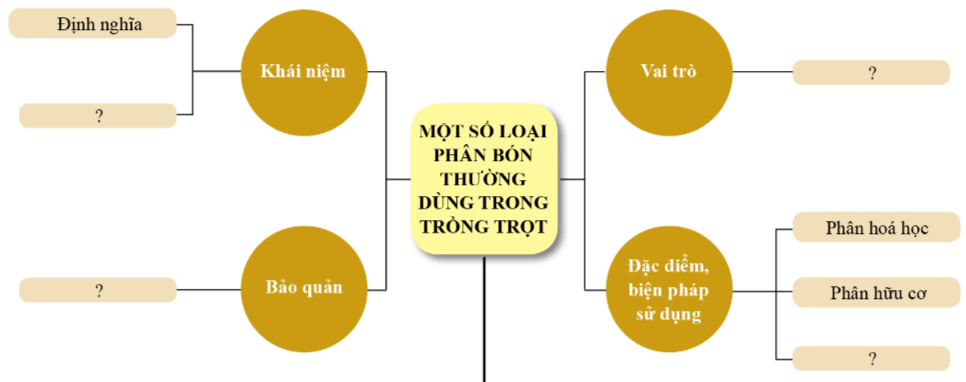 Định nghĩa
?
Khái niệm
?
Bảo quản
MỘT SỐ LOẠI
PHÂN BÓN
THƯỜNG
DÙNG TRONG
TRỒNG TRỌT
Vai trò
?
Đặc điểm,
biện pháp
sử dụng
Phân hoá học
Phân hữu cơ
?